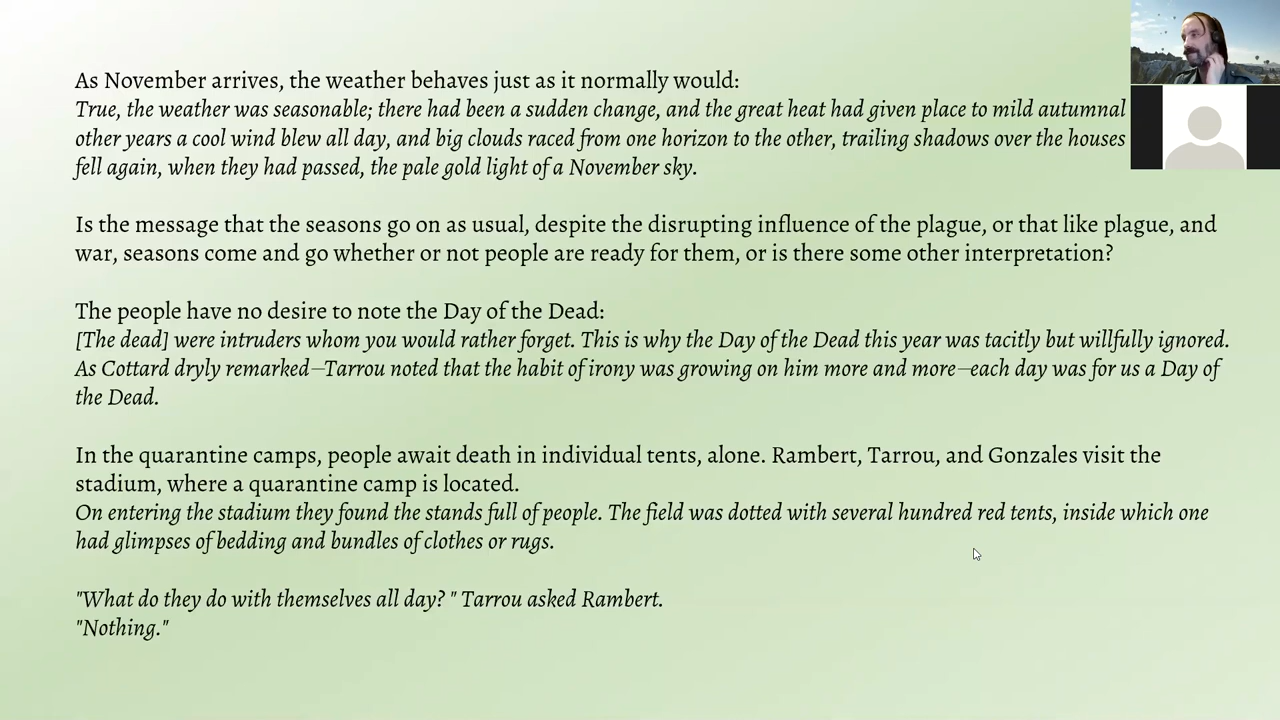 As November arrives, the weather behaves just as it normally would:
True, the weather was seasonable; there had been a sudden change, and the great heat had given place to mild autumnal
other years a cool wind blew all day, and big clouds raced from one horizon to the other, trailing shadows over the houses
fell again, when they had passed, the pale gold light of a November sky.
Is the message that the seasons go on as usual, despite the disrupting influence of the plague, or that like plague, and
war, seasons come and go whether or not people are ready for them, or is there some other interpretation?
The people have no desire to note the Day of the Dead:
[The dead] were intruders whom you would rather forget. This is why the Day of the Dead this year was tacitly but willfully ignored.
As Cottard dryly remarked—Tarrou noted that the habit of irony was growing on him more and more—each day was for us a Day of
the Dead.
In the quarantine camps, people await death in individual tents, alone. Rambert, Tarrou, and Gonzales visit the
stadium, where a quarantine camp is located.
On entering the stadium they found the stands full of people. The field was dotted with several hundred red tents, inside which one
had glimpses of bedding and bundles of clothes or rugs.
"What do they do with themselves all day? " Tarrou asked Rambert.
"Nothing."